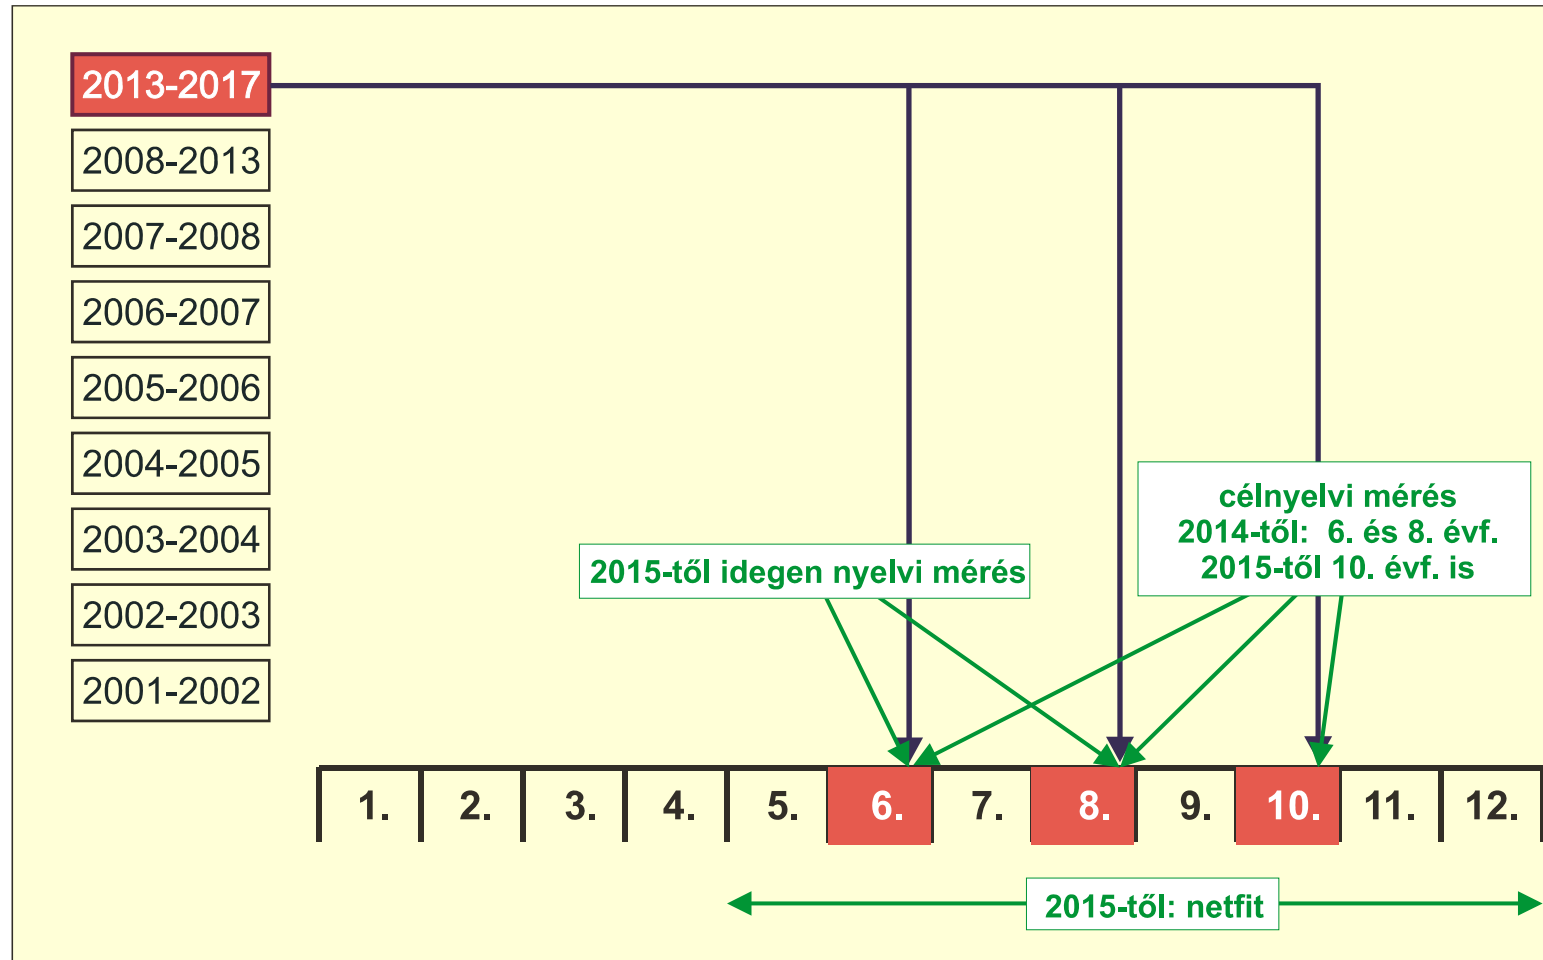 2013-2017
2008-2013
2007-2008
2006-2007
2005-2006
2004-2005
2003-2004
2002-2003
2001-2002
célnyelvi mérés
2014-től: 6. és 8. évf.
2015-től 10. évf. is
2015-től idegen nyelvi mérés
1. 2. 3. 4. 5. 6. 7. 8. 9. 10. 11. 12.
2015-től: netfit